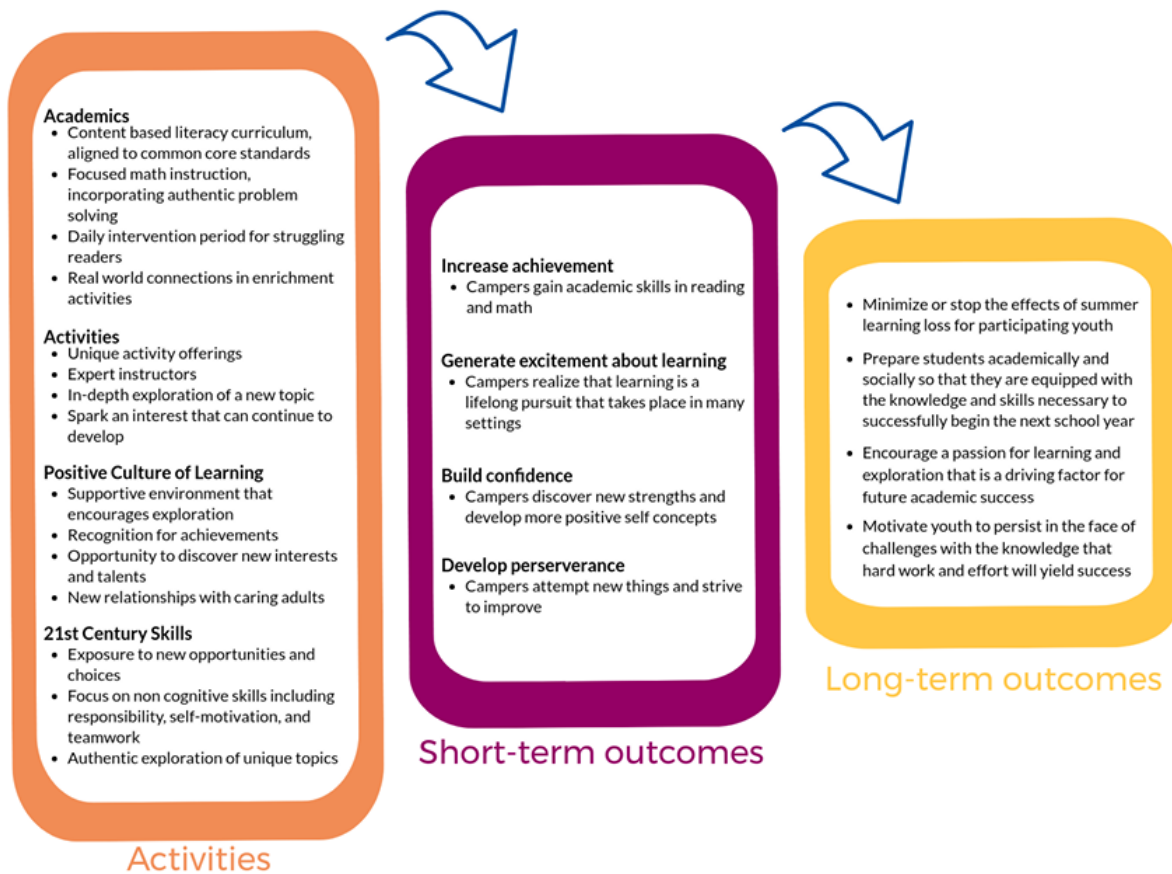 Academics
• Content based literacy curriculum,
aligned to common core standards
• Focused math instruction,
incorporating authentic problem
solving
• Daily intervention period for struggling
readers
• Real world connections in enrichment
activities
Activities
• Unique activity offerings
• Expert instructors
• In-depth exploration of a new topic
• Spark an interest that can continue to
develop
Positive Culture of Learning
• Supportive environment that
encourages exploration
• Recognition for achievements
• Opportunity to discover new interests
and talents
• New relationships with caring adults
21st Century Skills
• Exposure to new opportunities and
choices
• Focus on non cognitive skills including
responsibility, self-motivation, and
teamwork
• Authentic exploration of unique topics
Activities
Increase achievement
• Campers gain academic skills in reading
and math
Generate excitement about learning
• Campers realize that learning is a
lifelong pursuit that takes place in many
settings
Build confidence
• Campers discover new strengths and
develop more positive self concepts
Develop perserverance
• Campers attempt new things and strive
to improve
Short-term outcomes
• Minimize or stop the effects of summer
learning loss for participating youth
• Prepare students academically and
socially so that they are equipped with
the knowledge and skills necessary to
successfully begin the next school year
• Encourage a passion for learning and
exploration that is a driving factor for
future academic success
• Motivate youth to persist in the face of
challenges with the knowledge that
hard work and effort will yield success
Long-term outcomes